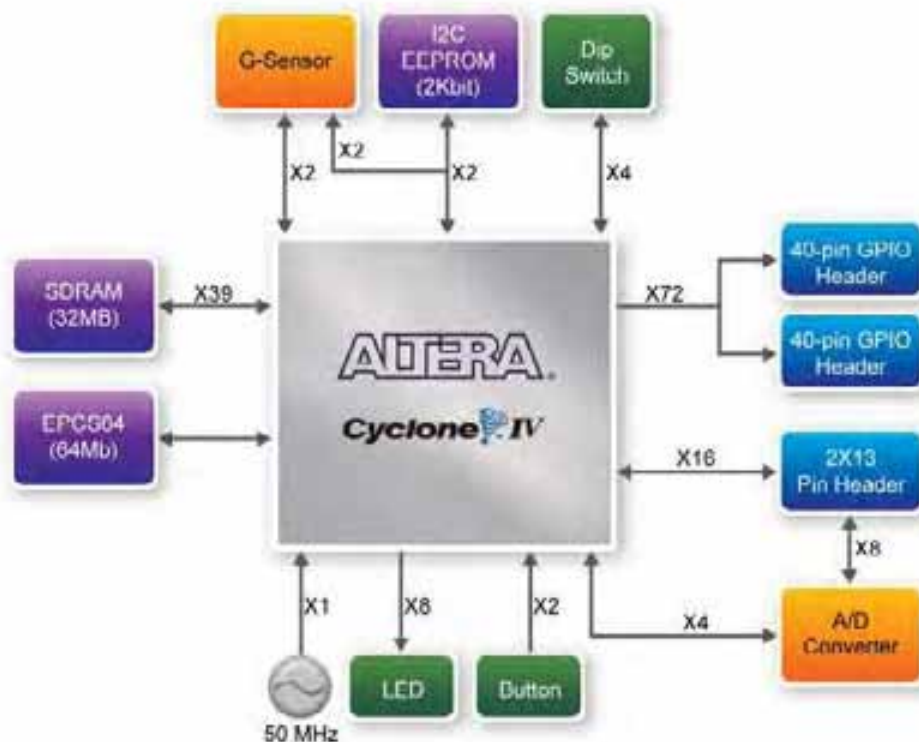 G-Sensor
I2C
EEPROM
(2Kbit)
Dip
Switch
X2
X2
X2
X4
SDRAM
(32MB)
X39
EPCS64
(64Mb)
ALTERA.
Cyclone IV
X72
40-pin GPIO
Header
40-pin GPIO
Header
X16
2X13
Pin Header
X8
X4
A/D
Converter
X1
X8
X2
50 MHz
LED
Button